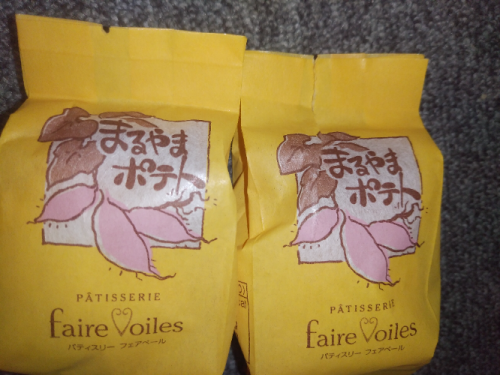 まるやま
ポテト
PÂTISSERIE
faire Voiles
パティスリー フェアベール
まるやま
ポテト
PÂTISSERIE
faire Voiles
パティスリー フェアベール